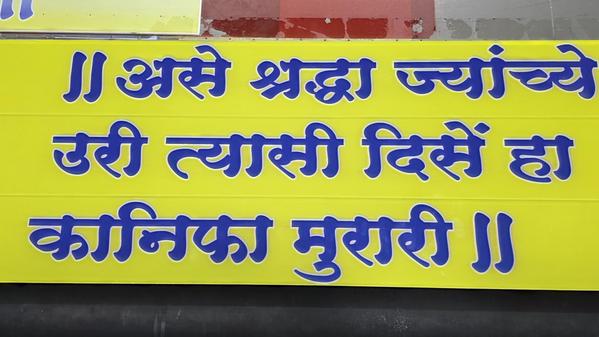 ॥ असे श्रद्धा ज्यांच्ये
उरी त्यासी दिसें हा
कानिफा मुरारी ॥